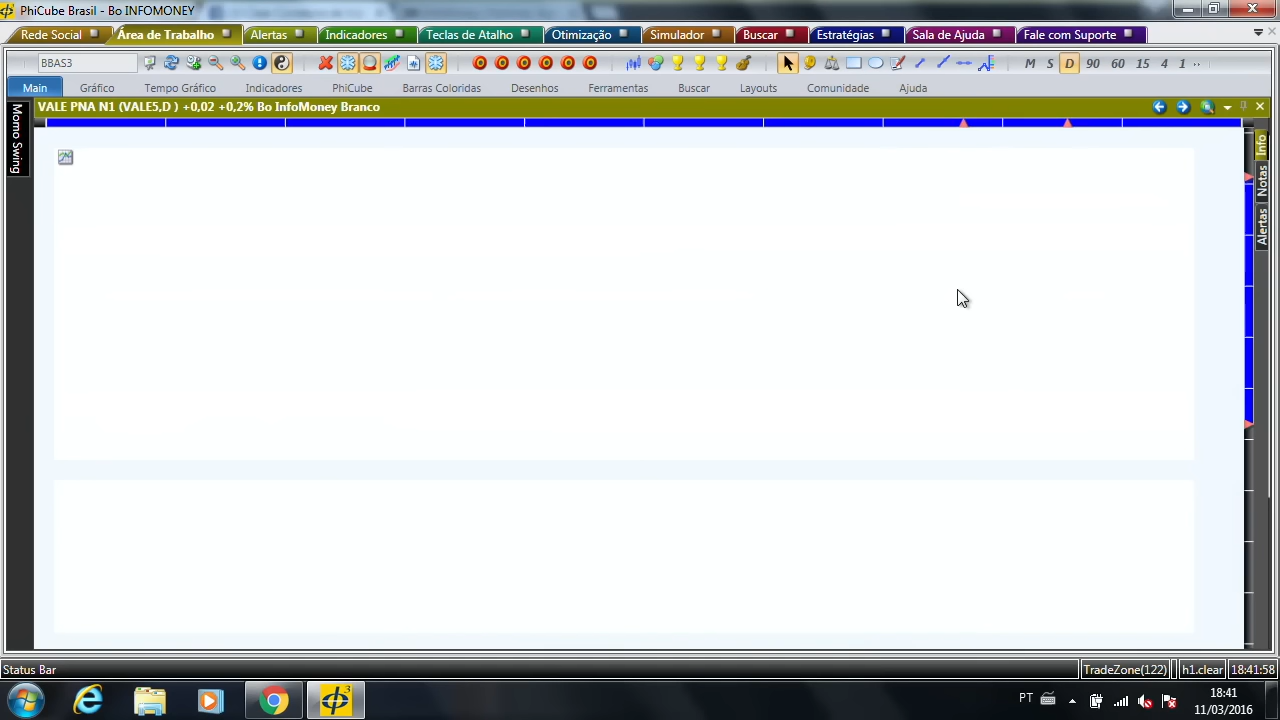 PhiCube Brasil - Bo INFOMONEY
Rede Social Área de Trabalho Alertas Indicadores Teclas de Atalho Otimização Simulador Buscar Estratégias Sala de Ajuda Fale com Suporte
BBAS3 M S D 90 60 15 4 1
Main Gráfico Tempo Gráfico Indicadores PhiCube Barras Coloridas Desenhos Ferramentas Buscar Layouts Comunidade Ajuda
VALE PNA N1 (VALE5,D ) +0,02 +0,2% Bo InfoMoney Branco
Momo Swing
Info
Notas
Alertas
Status Bar TradeZone(122) h1.clear 18:41:58
PT 18:41
11/03/2016